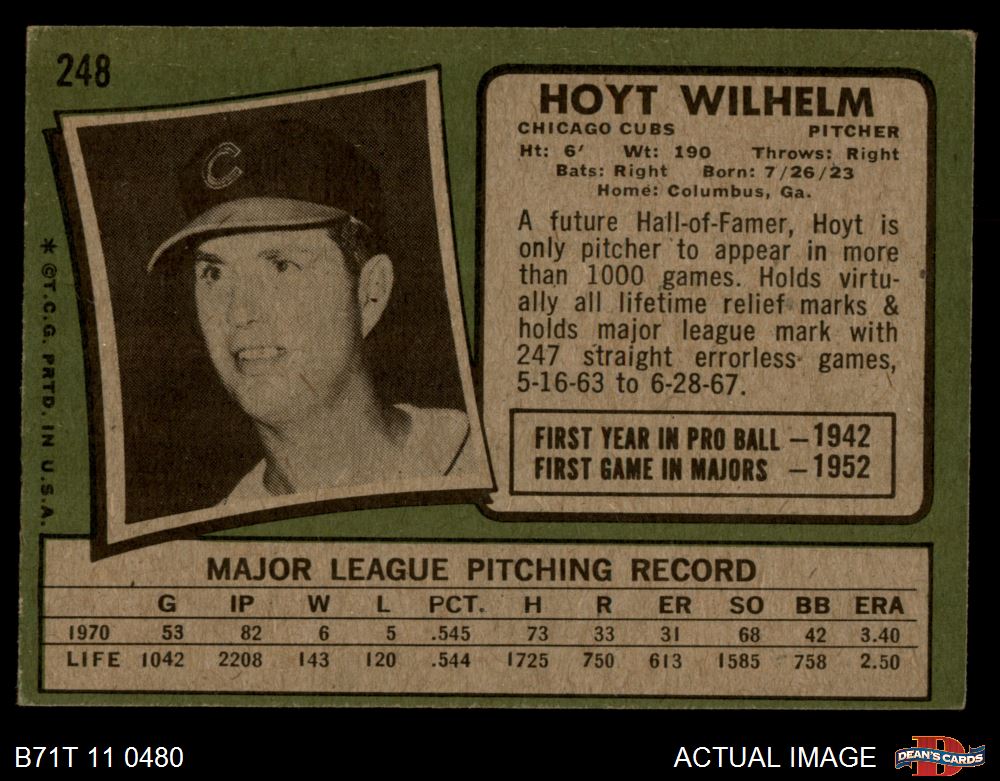 248
C
HOYT WILHELM
CHICAGO CUBS PITCHER
Ht: 6' Wt: 190 Throws: Right
Bats: Right Born: 7/26/23
Home: Columbus, Ga.
A future Hall-of-Famer, Hoyt is
only pitcher to appear in more
than 1000 games. Holds virtu-
ally all lifetime relief marks &
holds major league mark with
247 straight errorless games,
5-16-63 to 6-28-67.
FIRST YEAR IN PRO BALL – 1942
FIRST GAME IN MAJORS – 1952
* © T.C.G. PRTD. IN U.S.A.
MAJOR LEAGUE PITCHING RECORD
G IP W L PCT. H R ER SO BB ERA
1970 53 82 6 5 .545 73 33 31 68 42 3.40
LIFE 1042 2208 143 120 .544 1725 750 613 1585 758 2.50
B71T 11 0480
ACTUAL IMAGE
D
DEAN'S CARDS